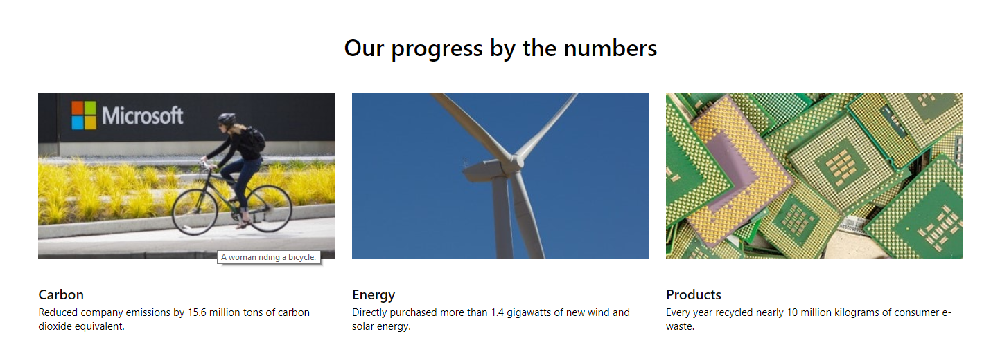 Our progress by the numbers
Microsoft
A woman riding a bicycle.
Carbon
Reduced company emissions by 15.6 million tons of carbon
dioxide equivalent.
Energy
Directly purchased more than 1.4 gigawatts of new wind and
solar energy.
Products
Every year recycled nearly 10 million kilograms of consumer e-
waste.